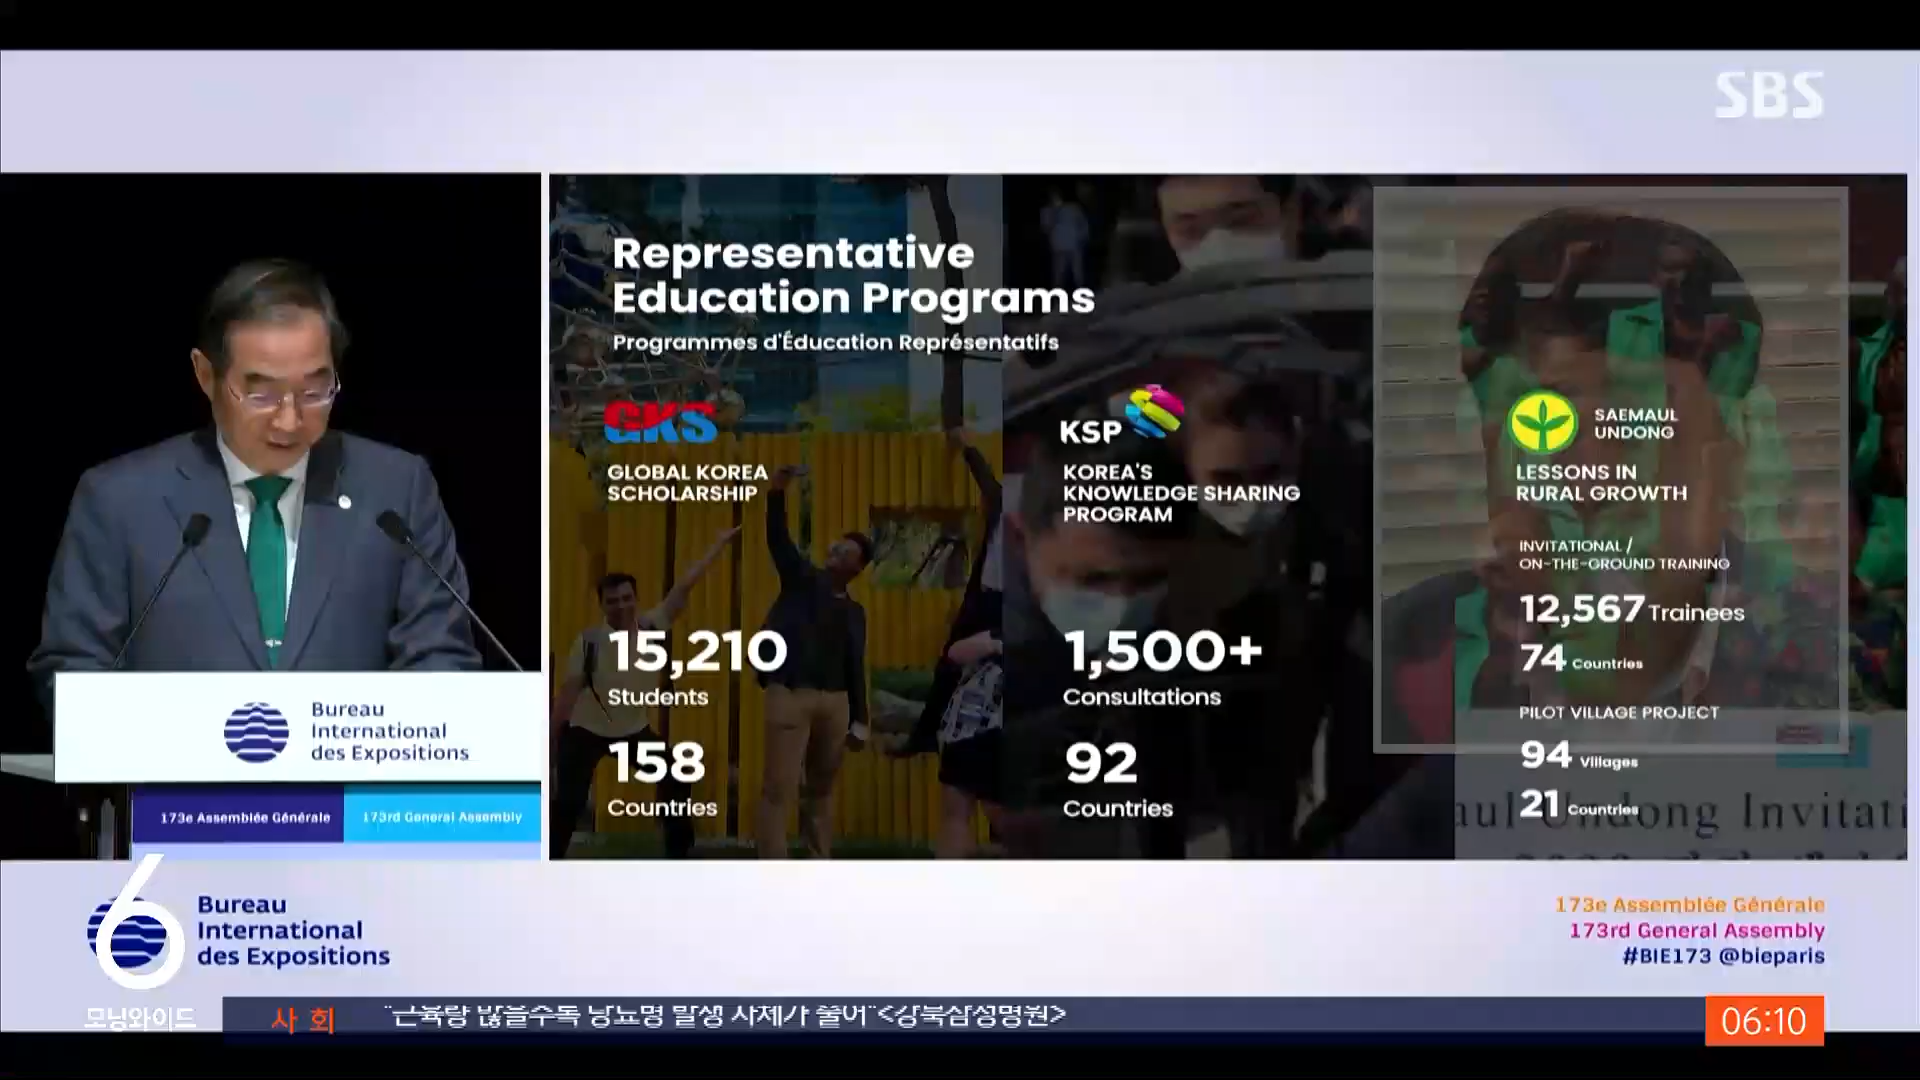 SBS
Representative
Education Programs
Programmes d'Éducation Représentatifs
GKS
GLOBAL KOREA
SCHOLARSHIP
15,210
Students
158
Countries
KSP
KOREA'S
KNOWLEDGE SHARING
PROGRAM
1,500+
Consultations
92
Countries
SAEMAUL
UNDONG
LESSONS IN
RURAL GROWTH
INVITATIONAL /
ON-THE-GROUND TRAINING
12,567 Trainees
74 Countries
PILOT VILLAGE PROJECT
94 Villages
21 Countries
Undong Invitati
Bureau
International
des Expositions
173e Assemblée Générale
173rd General Assembly
6
Bureau
International
des Expositions
173e Assemblée Générale
173rd General Assembly
#BIE173 @bieparis
모닝와이드
사회
"근육량 많을수록 당뇨병 발생 자체가 줄어"<강북삼성병원>
06:10